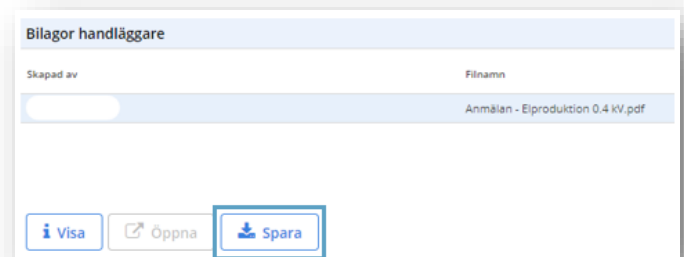 Bilagor handläggare
Skapad av Filnamn
Anmälan - Elproduktion 0.4 kV.pdf
Visa Öppna Spara